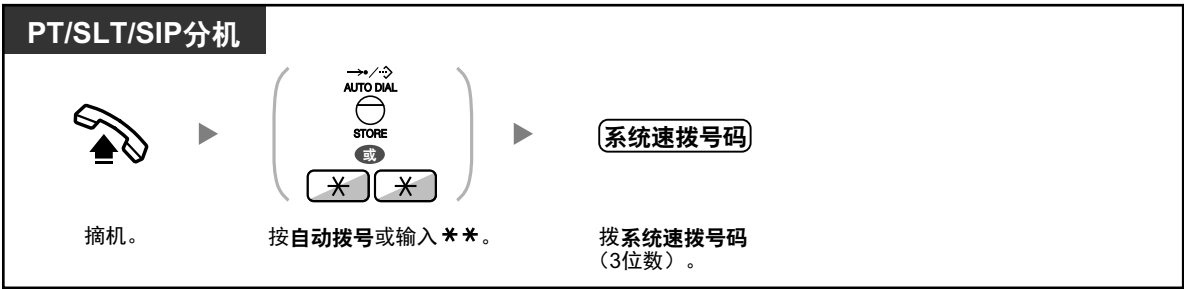 PT/SLT/SIP分机
AUTO DIAL
STORE
或
* *
系统速拨号码
摘机。
按自动拨号或输入**。
拨系统速拨号码
（3位数）。